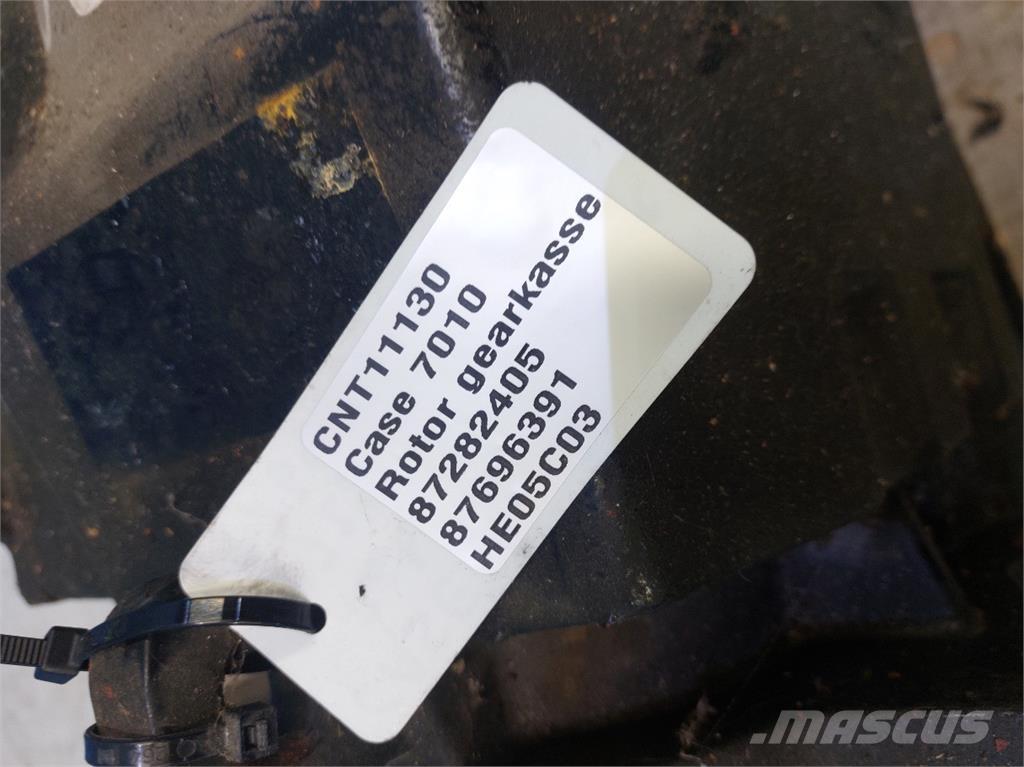 CNT11130
Case 7010
Rotor gearkasse
87282405
87696391
HE05C03
MASCUS